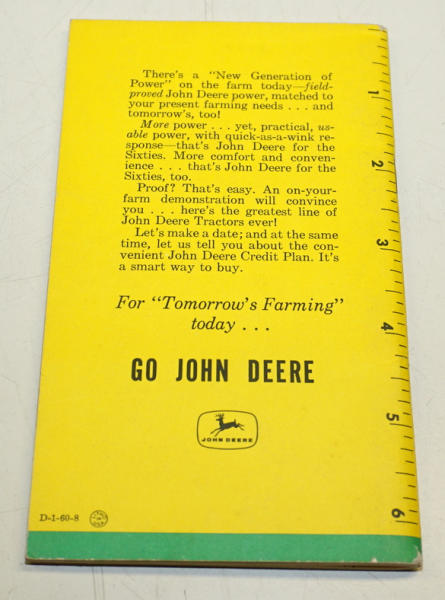 There's a "New Generation of
Power" on the farm today—field-
proved John Deere power, matched to
your present farming needs . . . and
tomorrow's, too!
More power . . . yet, practical, us-
able power, with quick-as-a-wink re-
sponse—that's John Deere for the
Sixties. More comfort and conven-
ience . . . that's John Deere for the
Sixties, too.
Proof? That's easy. An on-your-
farm demonstration will convince
you . . . here's the greatest line of
John Deere Tractors ever!
Let's make a date; and at the same
time, let us tell you about the con-
venient John Deere Credit Plan. It's
a smart way to buy.
For "Tomorrow's Farming"
today . . .
GO JOHN DEERE
JOHN DEERE
D-1-60-8
1
2
3
4
5
6